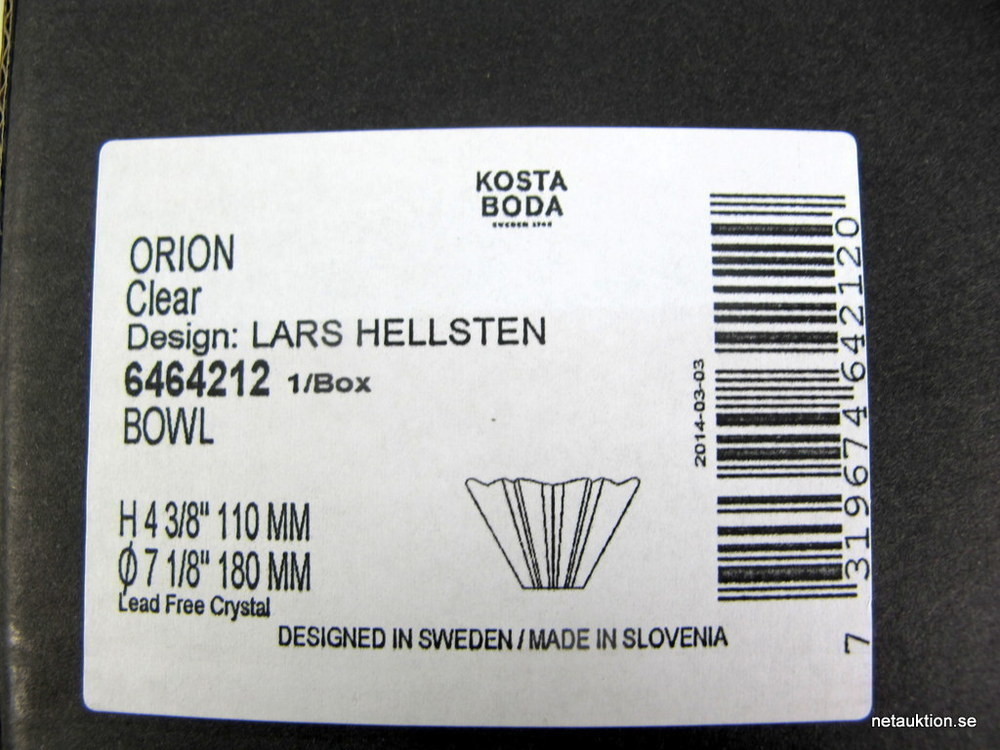 KOSTA
BODA
ORION
Clear
Design: LARS HELLSTEN
6464212 1/Box
BOWL
H 4 3/8" 110 MM
Ø 7 1/8" 180 MM
Lead Free Crystal
DESIGNED IN SWEDEN / MADE IN SLOVENIA
2014-03-03
7 319674 642120
netauktion.se